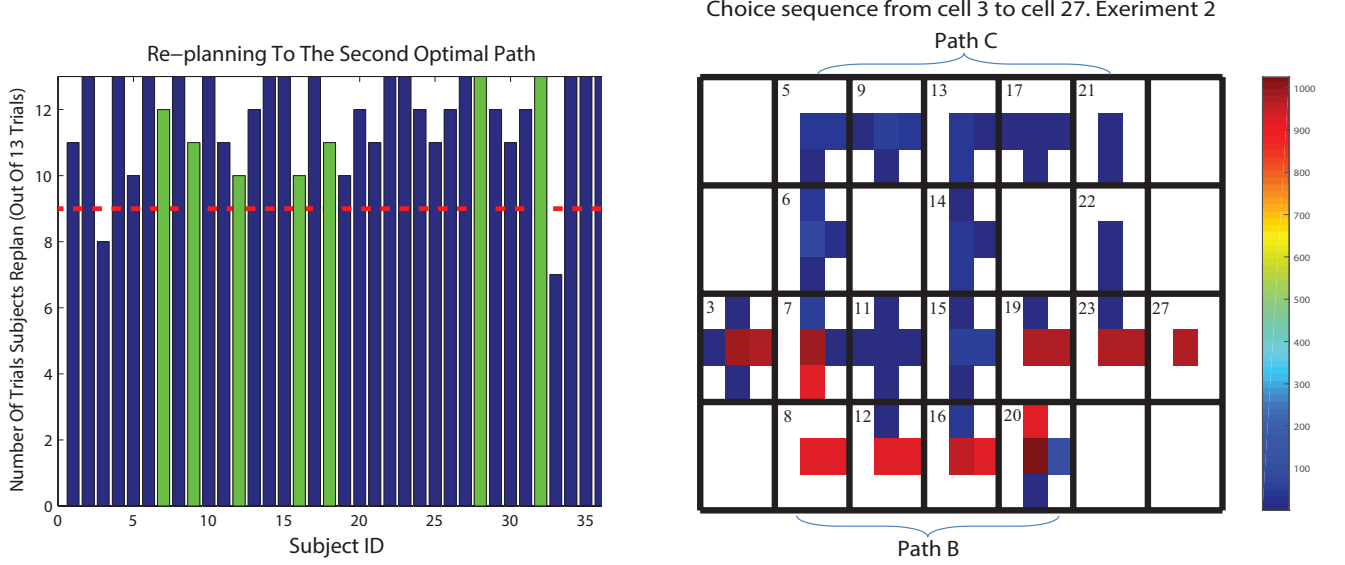 Re−planning To The Second Optimal Path
Number Of Trials Subjects Replan (Out Of 13 Trials)
12
10
8
6
4
2
0
0 5 10 15 20 25 30 35
Subject ID
Choice sequence from cell 3 to cell 27. Exeriment 2
Path C
5 9 13 17 21
6 14 22
3 7 11 15 19 23 27
8 12 16 20
Path B
1000
900
800
700
600
500
400
300
200
100